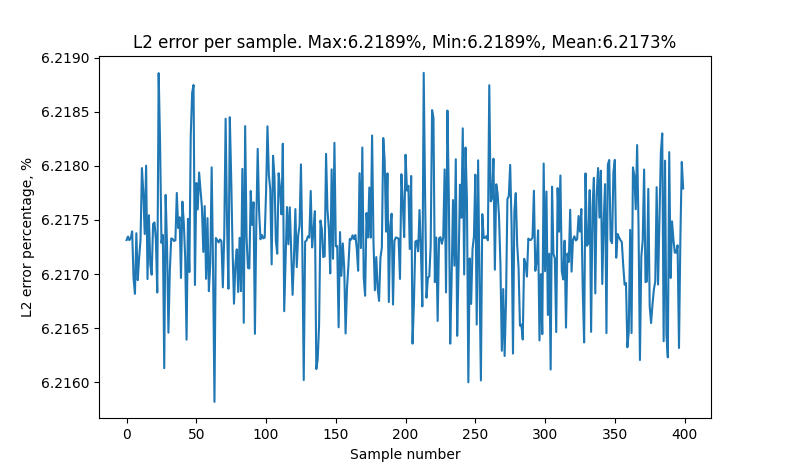 L2 error per sample. Max:6.2189%, Min:6.2189%, Mean:6.2173%
L2 error percentage, %
6.2190
6.2185
6.2180
6.2175
6.2170
6.2165
6.2160
0 50 100 150 200 250 300 350 400
Sample number